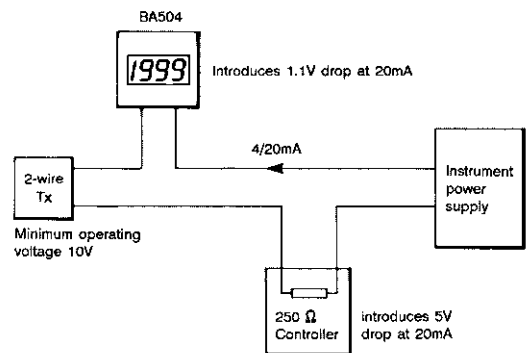 BA504
1999
Introduces 1.1V drop at 20mA
4/20mA
2-wire
Tx
Minimum operating
voltage 10V
Instrument
power
supply
250 Ω
Controller
introduces 5V
drop at 20mA